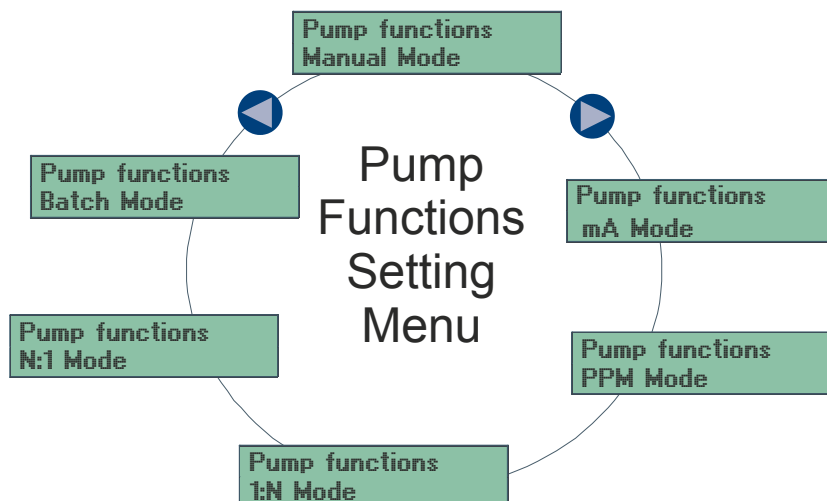 Pump functions
Manual Mode
Pump functions
Batch Mode
Pump
Functions
Setting
Menu
Pump functions
mA Mode
Pump functions
N:1 Mode
Pump functions
PPM Mode
Pump functions
1:N Mode